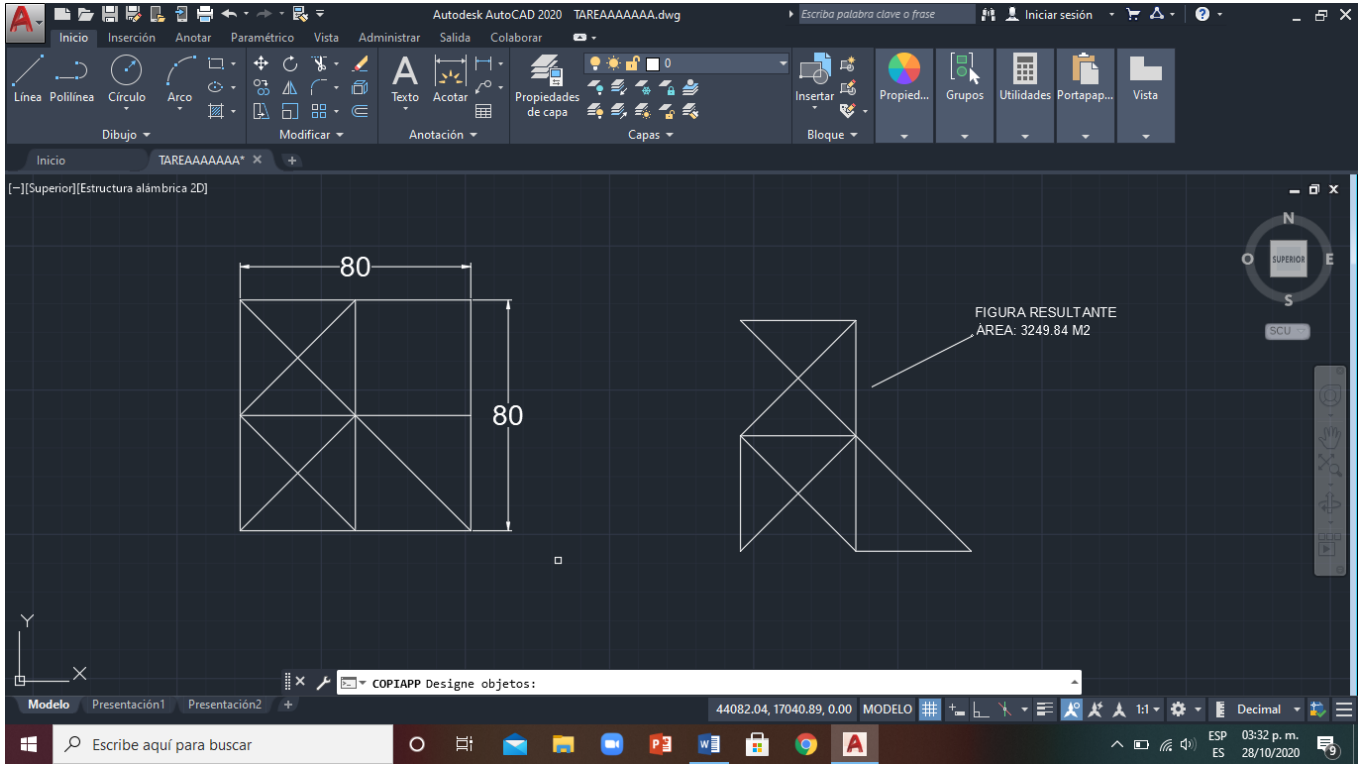 Autodesk AutoCAD 2020 TAREAAAAAAA.dwg
Escriba palabra clave o frase
Iniciar sesión
Inicio Inserción Anotar Paramétrico Vista Administrar Salida Colaborar
Línea Polilínea Círculo Arco
Texto Acotar
Propiedades de capa
0
Insertar
Propied... Grupos Utilidades Portapap... Vista
Dibujo Modificar Anotación Capas Bloque
Inicio TAREAAAAAAA*
[−][Superior][Estructura alámbrica 2D]
N
O SUPERIOR E
S
SCU
80
80
FIGURA RESULTANTE
ÁREA: 3249.84 M2
Y
X
COPIAPP Designe objetos:
Modelo Presentación1 Presentación2 +
44082.04, 17040.89, 0.00 MODELO 1:1 Decimal
Escribe aquí para buscar
ESP 03:32 p. m.
ES 28/10/2020
9